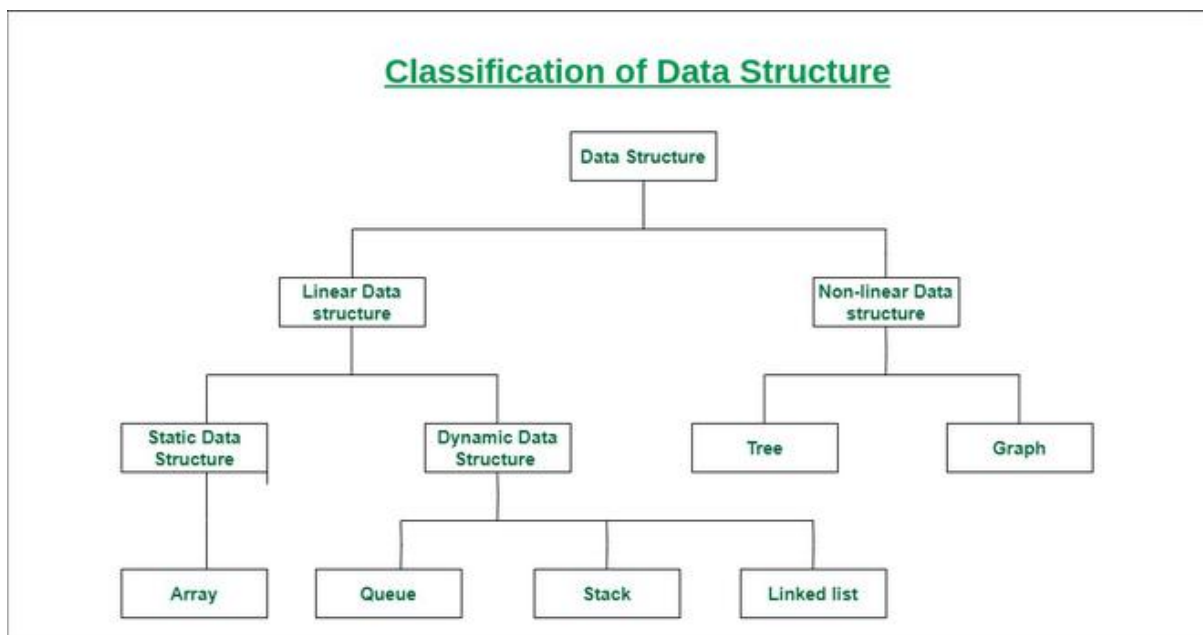 Classification of Data Structure
Data Structure
Linear Data
structure
Non-linear Data
structure
Static Data
Structure
Dynamic Data
Structure
Tree
Graph
Array
Queue
Stack
Linked list